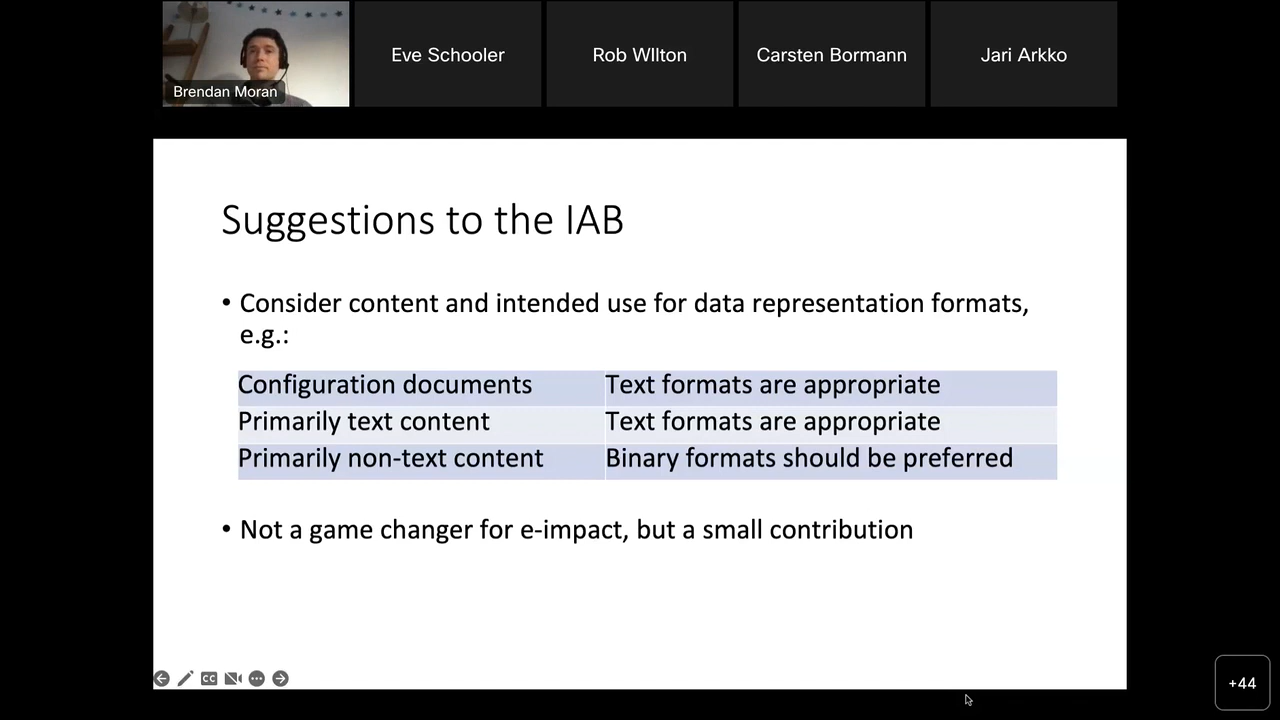 Brendan Moran
Eve Schooler
Rob WIlton
Carsten Bormann
Jari Arkko
Suggestions to the IAB
• Consider content and intended use for data representation formats,
e.g.:
Configuration documents Text formats are appropriate
Primarily text content Text formats are appropriate
Primarily non-text content Binary formats should be preferred
• Not a game changer for e-impact, but a small contribution
CC
+44